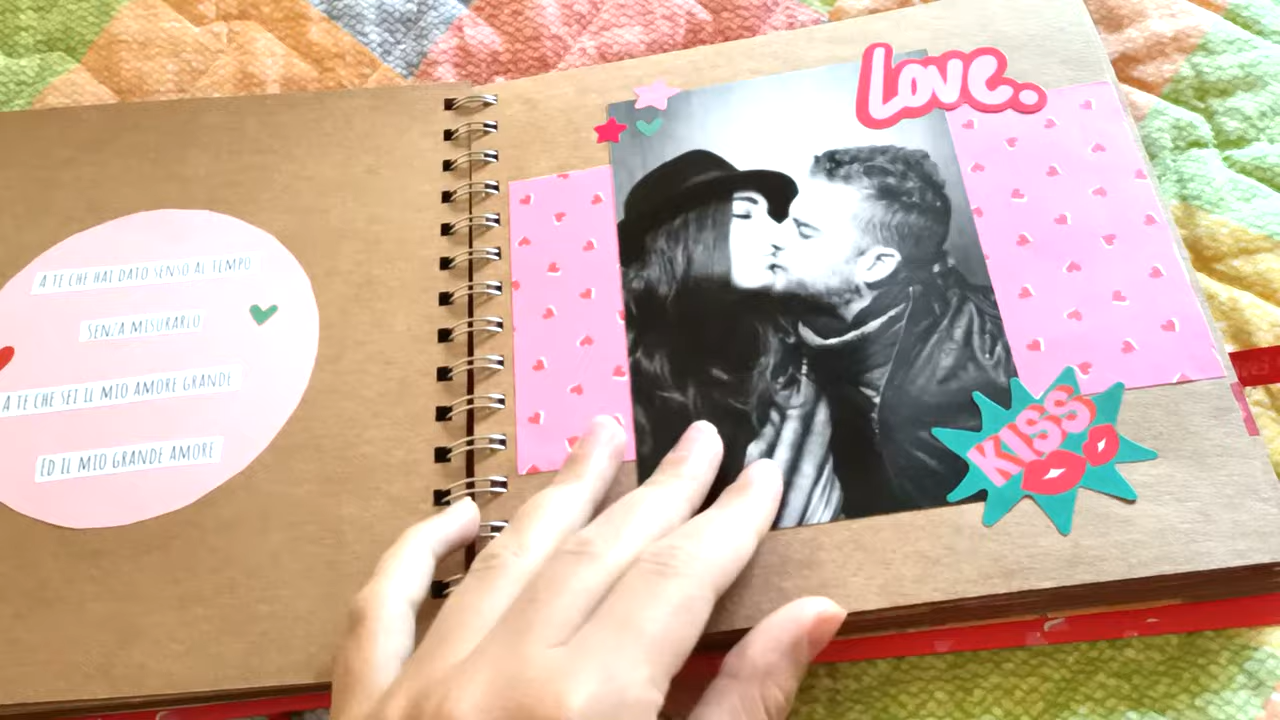 A TE CHE HAI DATO SENSO AL TEMPO
SENZA MISURARLO
A TE CHE SEI IL MIO AMORE GRANDE
ED IL MIO GRANDE AMORE
Love.
KISS